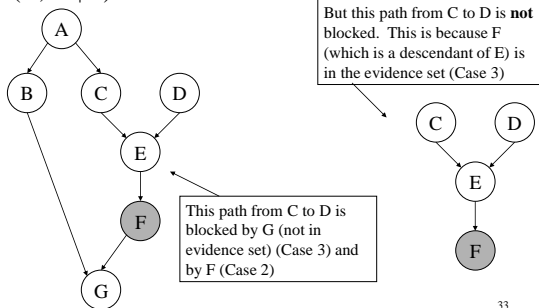 But this path from C to D is not
blocked. This is because F
(which is a descendant of E) is
in the evidence set (Case 3)
A
B
C
D
C
D
E
E
This path from C to D is
blocked by G (not in
evidence set) (Case 3) and
by F (Case 2)
F
F
G
33